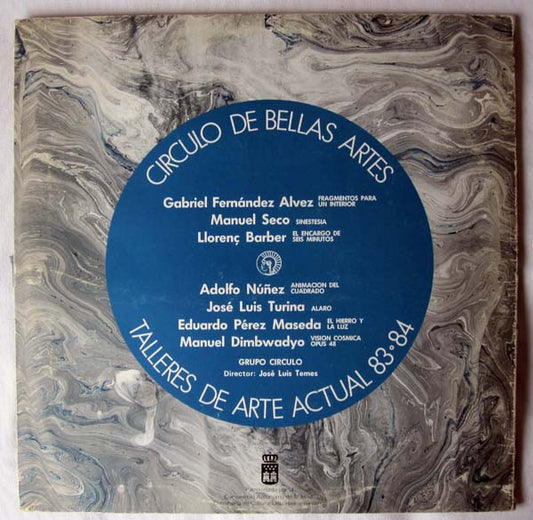 CIRCULO DE BELLAS ARTES
Gabriel Fernández Alvez FRAGMENTOS PARA UN INTERIOR
Manuel Seco SINESTESIA
Llorenç Barber EL ENCARGO DE SEIS MINUTOS
Adolfo Núñez ANIMACION DEL CUADRADO
José Luis Turina ALARO
Eduardo Pérez Maseda EL HIERRO Y LA LUZ
Manuel Dimbwadyo VISION COSMICA OPUS 48
GRUPO CIRCULO
Director: José Luis Temes
TALLERES DE ARTE ACTUAL 83•84